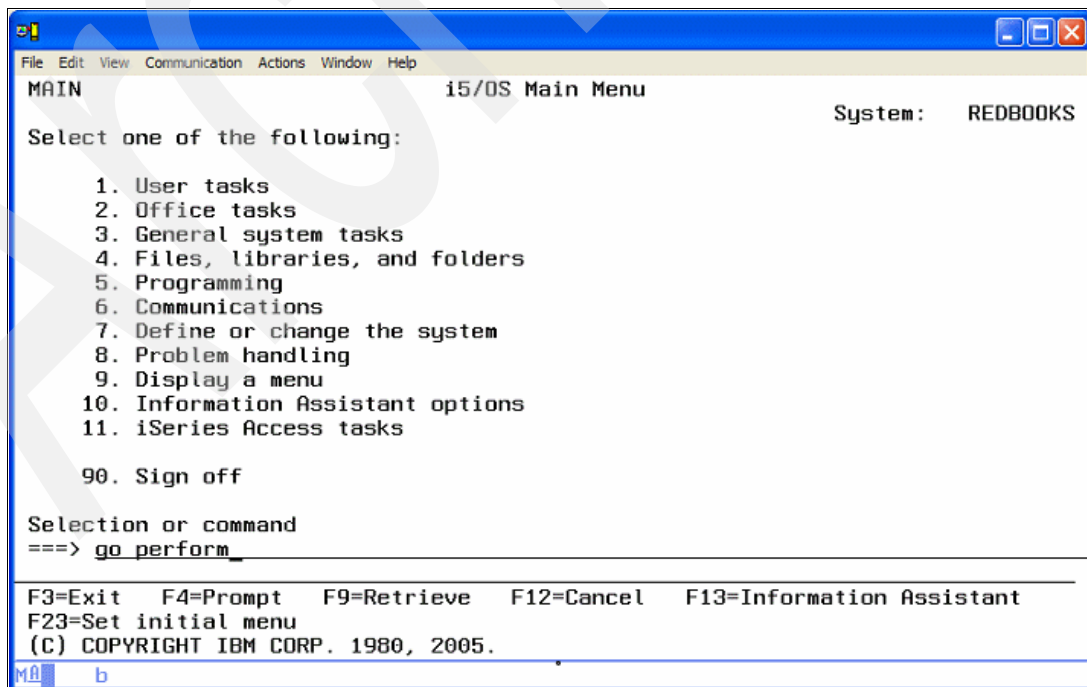 File Edit View Communication Actions Window Help
MAIN i5/OS Main Menu
System: REDBOOKS
Select one of the following:
1. User tasks
2. Office tasks
3. General system tasks
4. Files, libraries, and folders
5. Programming
6. Communications
7. Define or change the system
8. Problem handling
9. Display a menu
10. Information Assistant options
11. iSeries Access tasks
90. Sign off
Selection or command
===> go perform_
F3=Exit F4=Prompt F9=Retrieve F12=Cancel F13=Information Assistant
F23=Set initial menu
(C) COPYRIGHT IBM CORP. 1980, 2005.
MA b